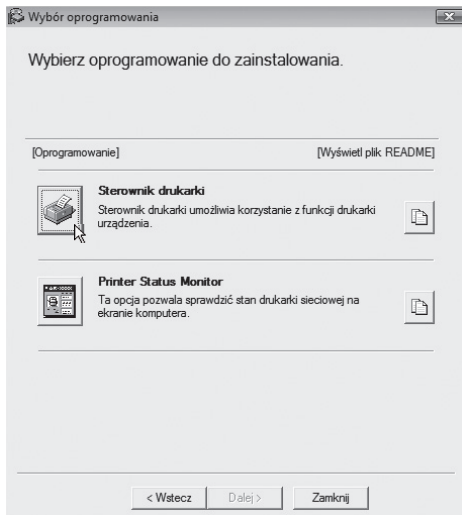 Wybór oprogramowania
Wybierz oprogramowanie do zainstalowania.
[Oprogramowanie] [Wyświetl plik README]
Sterownik drukarki
Sterownik drukarki umożliwia korzystanie z funkcji drukarki
urządzenia.
Printer Status Monitor
Ta opcja pozwala sprawdzić stan drukarki sieciowej na
ekranie komputera.
< Wstecz Dalej > Zamknij